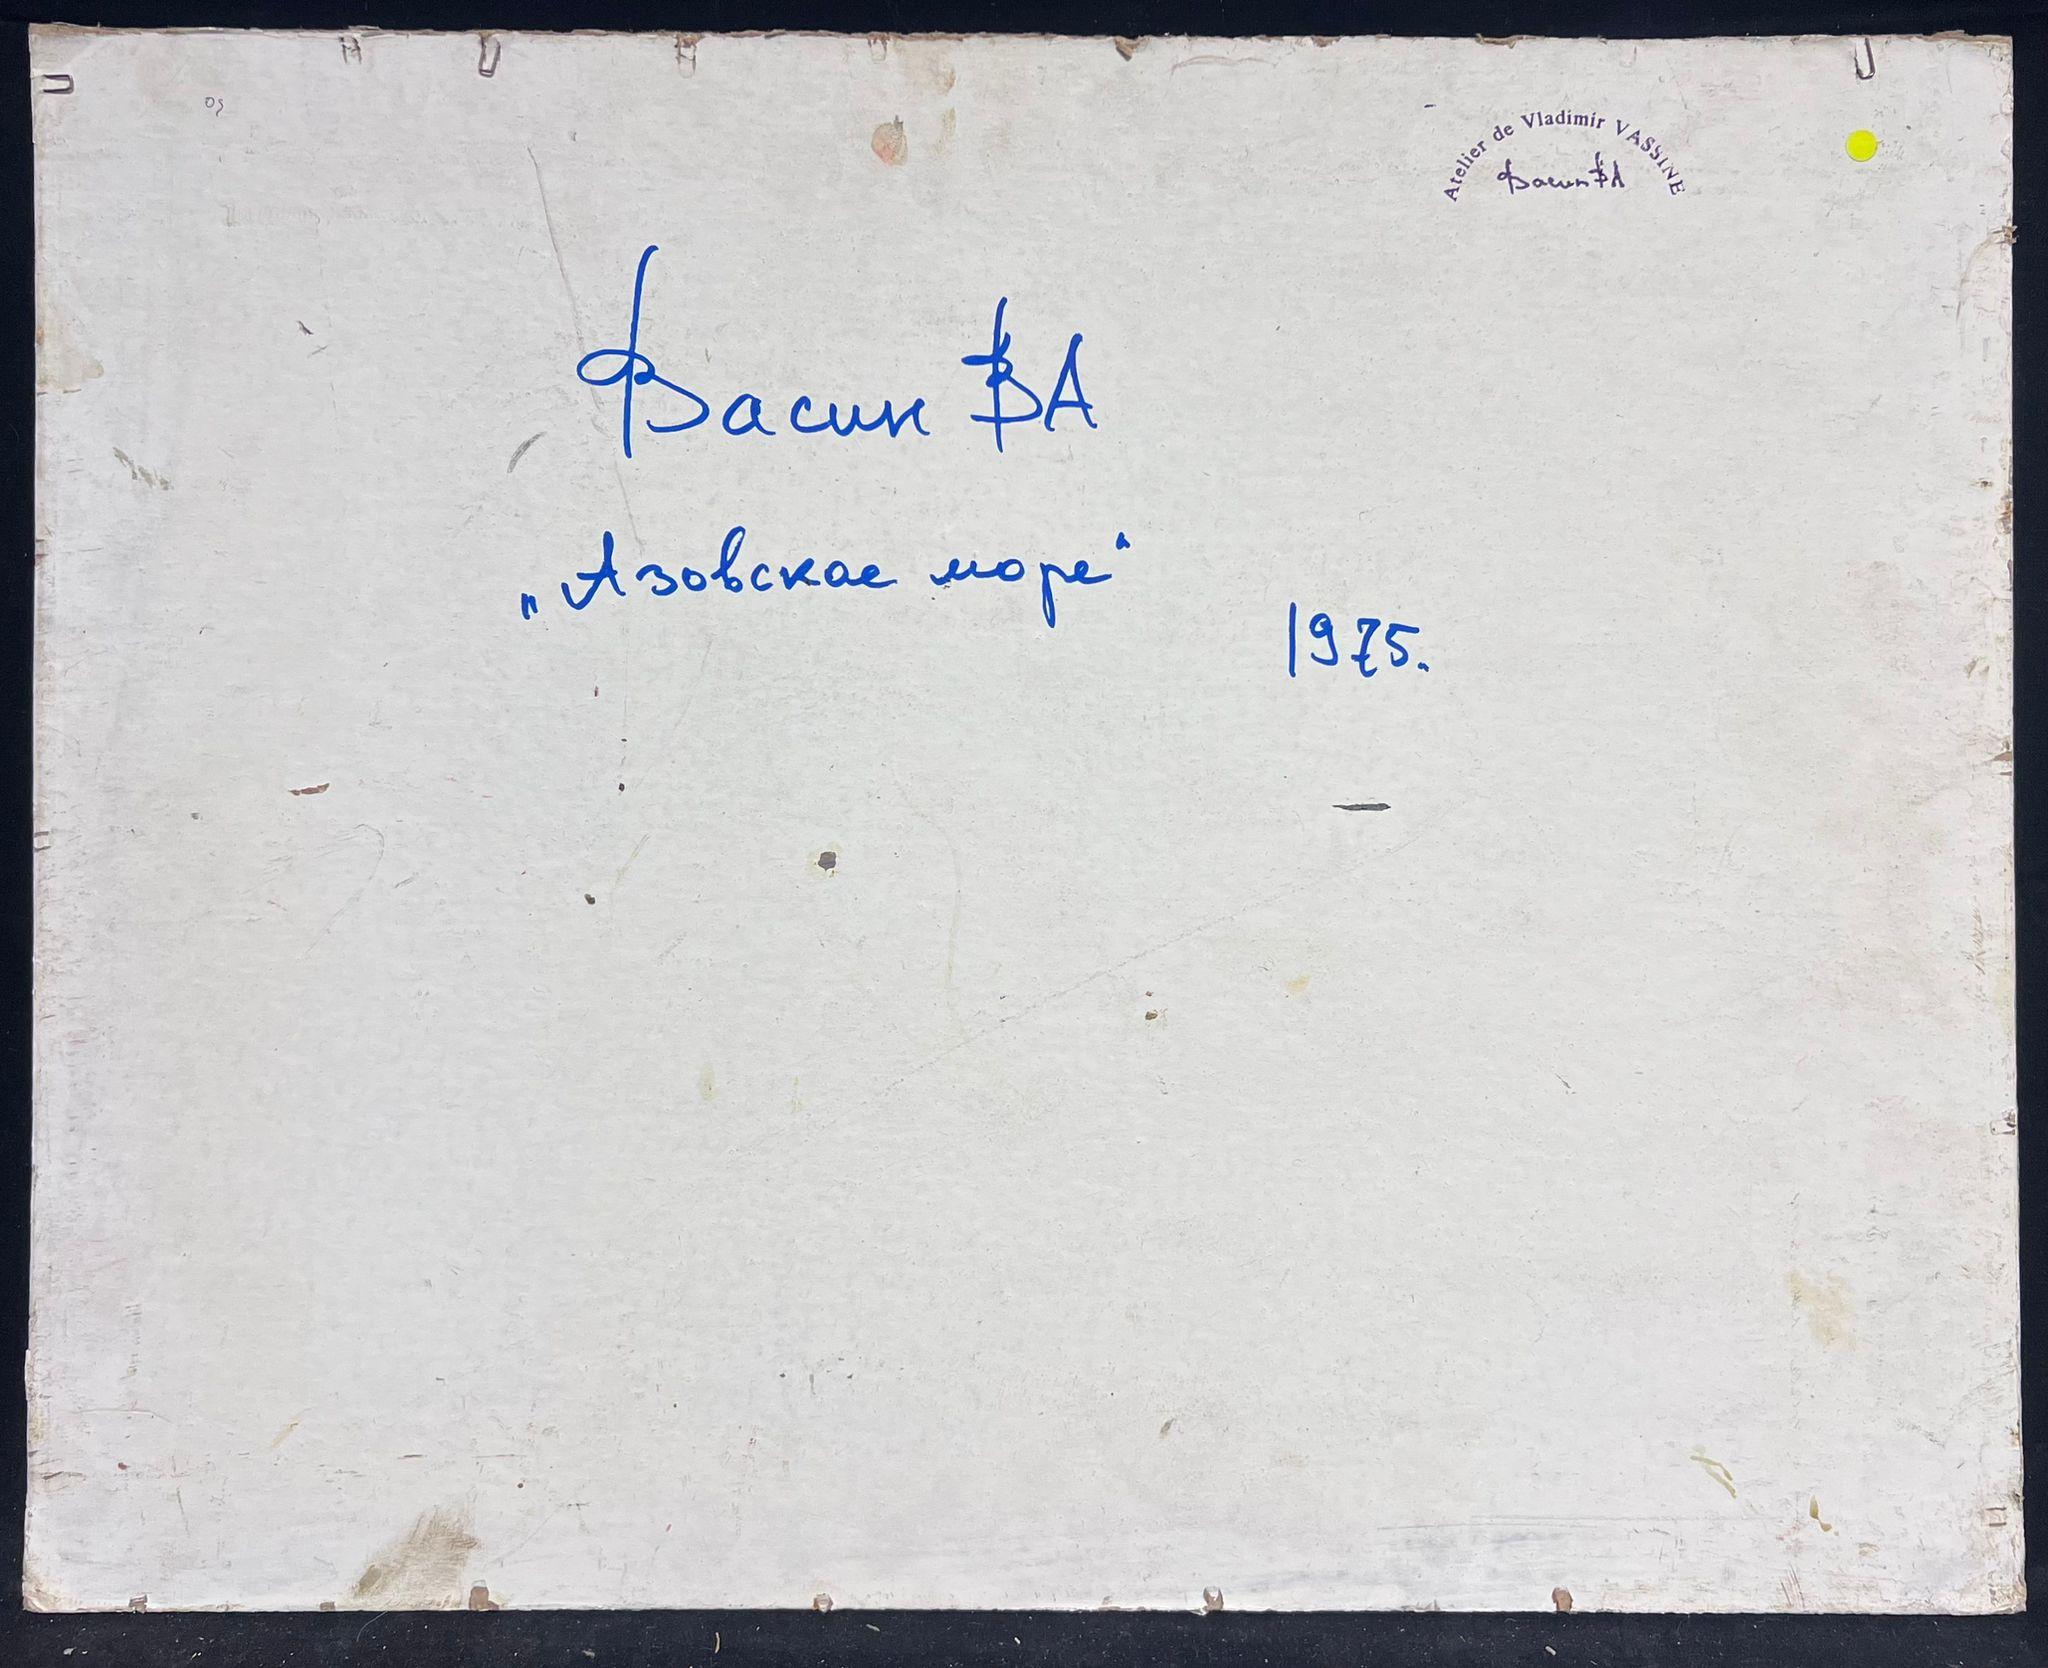 Atelier de Vladimir VASSINE
Васин ВА
Васин ВА
„Азовское море“
1975.